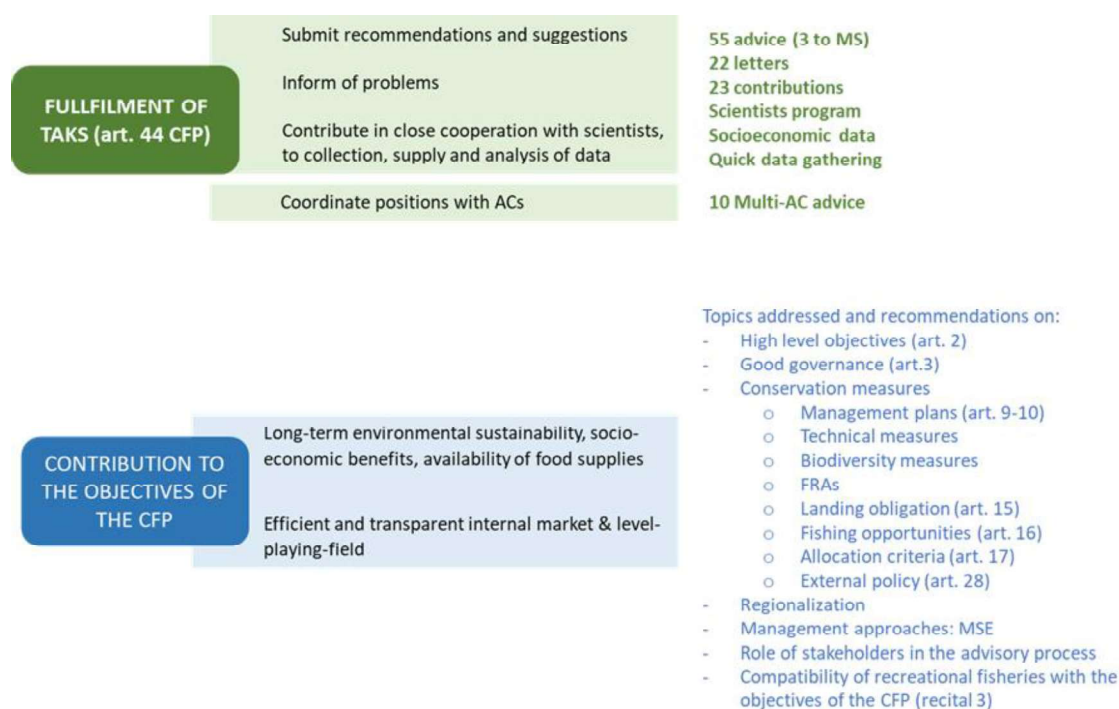 FULLFILMENT OF
TAKS (art. 44 CFP)
Submit recommendations and suggestions
Inform of problems
Contribute in close cooperation with scientists,
to collection, supply and analysis of data
Coordinate positions with ACs
55 advice (3 to MS)
22 letters
23 contributions
Scientists program
Socioeconomic data
Quick data gathering
10 Multi-AC advice
CONTRIBUTION TO
THE OBJECTIVES OF
THE CFP
Long-term environmental sustainability, socio-
economic benefits, availability of food supplies
Efficient and transparent internal market & level-
playing-field
Topics addressed and recommendations on:
- High level objectives (art. 2)
- Good governance (art.3)
- Conservation measures
o Management plans (art. 9-10)
o Technical measures
o Biodiversity measures
o FRAs
o Landing obligation (art. 15)
o Fishing opportunities (art. 16)
o Allocation criteria (art. 17)
o External policy (art. 28)
- Regionalization
- Management approaches: MSE
- Role of stakeholders in the advisory process
- Compatibility of recreational fisheries with the
objectives of the CFP (recital 3)